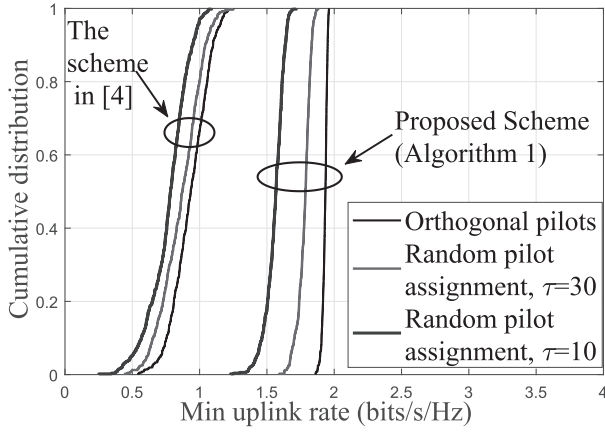 1
0.8
0.6
0.4
0.2
0
Cumulative distribution
The
scheme
in [4]
Proposed Scheme
(Algorithm 1)
Orthogonal pilots
Random pilot
assignment, τ=30
Random pilot
assignment, τ=10
0 0.5 1 1.5 2 2.5 3 3.5 4
Min uplink rate (bits/s/Hz)